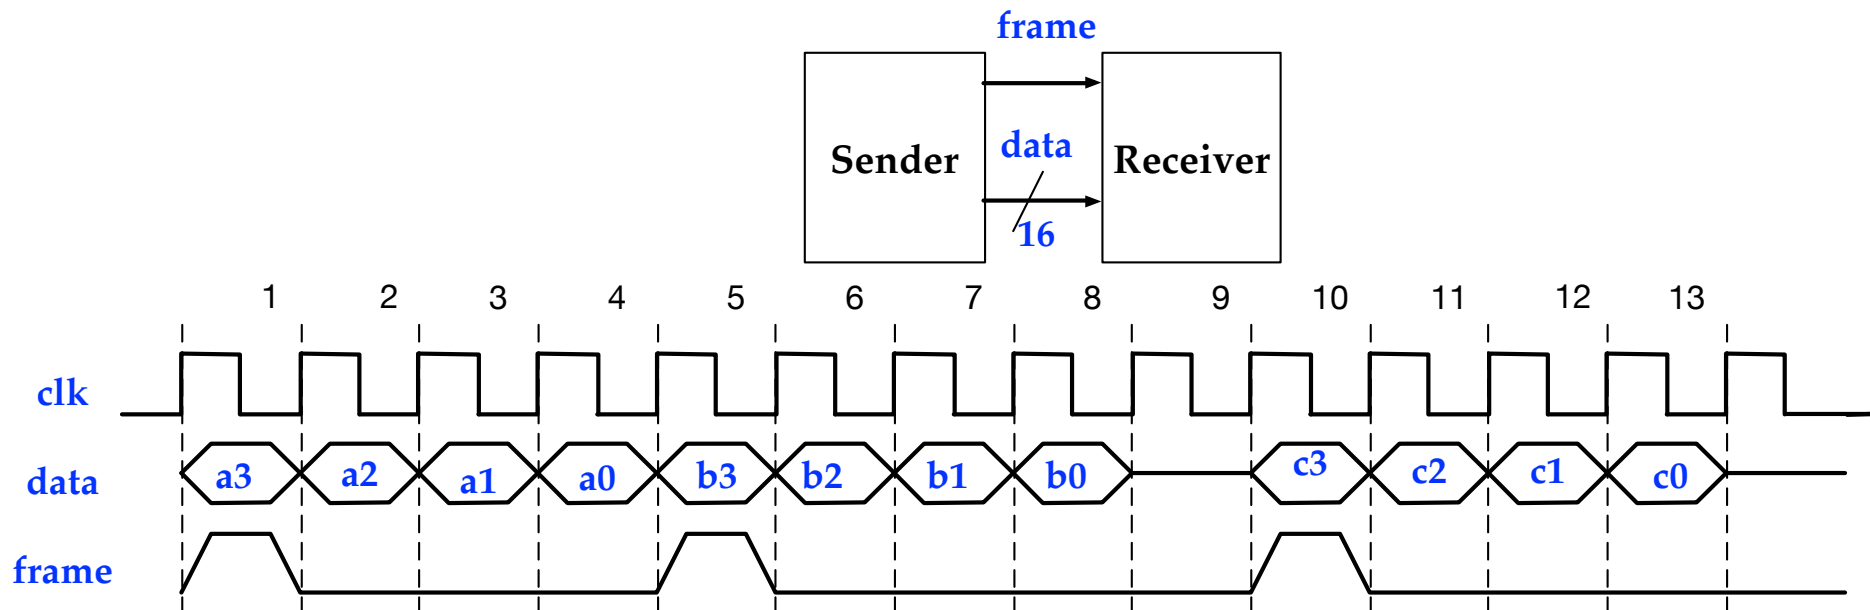 frame
Sender
data
Receiver
16
1 2 3 4 5 6 7 8 9 10 11 12 13
clk
data a3 a2 a1 a0 b3 b2 b1 b0 c3 c2 c1 c0
frame